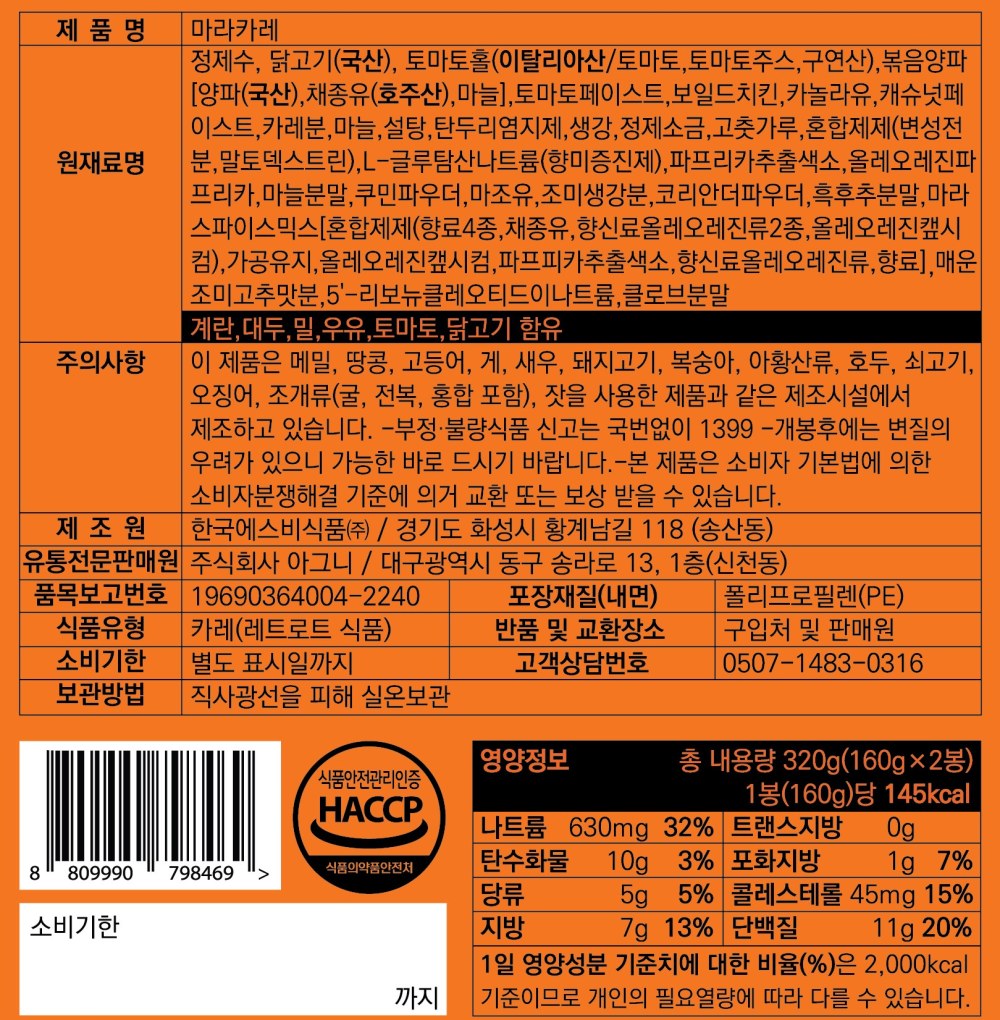 제 품 명 마라카레
원재료명 정제수, 닭고기(국산), 토마토홀(이탈리아산/토마토,토마토주스,구연산),볶음양파
[양파(국산),채종유(호주산),마늘],토마토페이스트,보일드치킨,카놀라유,캐슈넛페
이스트,카레분,마늘,설탕,탄두리염지제,생강,정제소금,고춧가루,혼합제제(변성전
분,말토덱스트린),L-글루탐산나트륨(향미증진제),파프리카추출색소,올레오레진파
프리카,마늘분말,쿠민파우더,마조유,조미생강분,코리안더파우더,흑후추분말,마라
스파이스믹스[혼합제제(향료4종,채종유,향신료올레오레진류2종,올레오레진캪시
컴),가공유지,올레오레진캪시컴,파프피카추출색소,향신료올레오레진류,향료],매운
조미고추맛분,5'-리보뉴클레오티드이나트륨,클로브분말
계란,대두,밀,우유,토마토,닭고기 함유
주의사항 이 제품은 메밀, 땅콩, 고등어, 게, 새우, 돼지고기, 복숭아, 아황산류, 호두, 쇠고기,
오징어, 조개류(굴, 전복, 홍합 포함), 잣을 사용한 제품과 같은 제조시설에서
제조하고 있습니다. -부정·불량식품 신고는 국번없이 1399 -개봉후에는 변질의
우려가 있으니 가능한 바로 드시기 바랍니다.-본 제품은 소비자 기본법에 의한
소비자분쟁해결 기준에 의거 교환 또는 보상 받을 수 있습니다.
제 조 원 한국에스비식품㈜ / 경기도 화성시 황계남길 118 (송산동)
유통전문판매원 주식회사 아그니 / 대구광역시 동구 송라로 13, 1층(신천동)
품목보고번호 19690364004-2240 포장재질(내면) 폴리프로필렌(PE)
식품유형 카레(레트로트 식품) 반품 및 교환장소 구입처 및 판매원
소비기한 별도 표시일까지 고객상담번호 0507-1483-0316
보관방법 직사광선을 피해 실온보관
8 809990 798469 >
식품안전관리인증
HACCP
식품의약품안전처
소비기한
까지
영양정보 총 내용량 320g(160g×2봉)
1봉(160g)당 145kcal
나트륨 630mg 32% 트랜스지방 0g
탄수화물 10g 3% 포화지방 1g 7%
당류 5g 5% 콜레스테롤 45mg 15%
지방 7g 13% 단백질 11g 20%
1일 영양성분 기준치에 대한 비율(%)은 2,000kcal
기준이므로 개인의 필요열량에 따라 다를 수 있습니다.